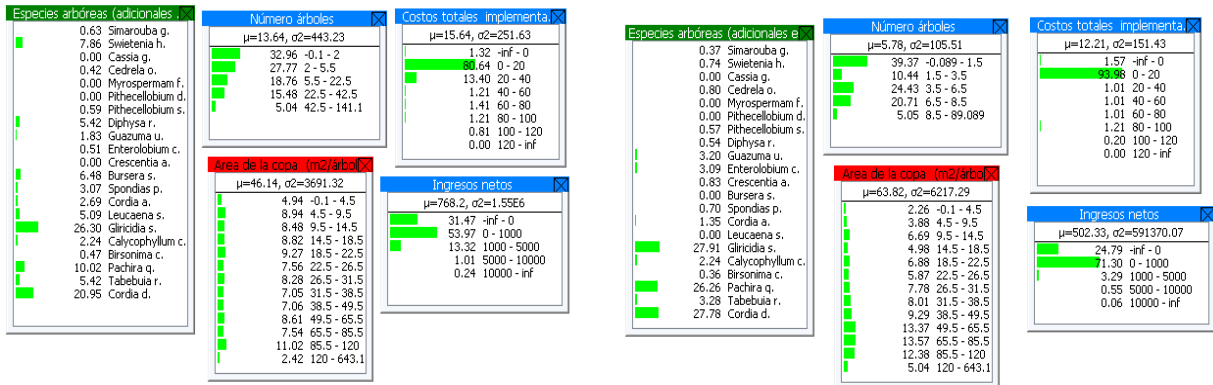 Especies arbóreas (adicionales .
0.63 Simarouba g.
7.86 Swietenia h.
0.00 Cassia g.
0.42 Cedrela o.
0.00 Myrospermam f.
0.00 Pithecellobium d.
0.59 Pithecellobium s.
5.42 Diphysa r.
1.83 Guazuma u.
0.51 Enterolobium c.
0.00 Crescentia a.
6.48 Bursera s.
3.07 Spondias p.
2.69 Cordia a.
5.09 Leucaena s.
26.30 Gliricidia s.
2.24 Calycophyllum c.
0.47 Birsonima c.
10.02 Pachira q.
5.42 Tabebuia r.
20.95 Cordia d.
Número árboles
µ=13.64, σ2=443.23
32.96 -0.1 - 2
27.77 2 - 5.5
18.76 5.5 - 22.5
15.48 22.5 - 42.5
5.04 42.5 - 141.1
Costos totales implementa.
µ=15.64, σ2=251.63
1.32 -inf - 0
80.64 0 - 20
13.40 20 - 40
1.21 40 - 60
1.41 60 - 80
1.21 80 - 100
0.81 100 - 120
0.00 120 - inf
Area de la copa (m2/árbol
µ=46.14, σ2=3691.32
4.94 -0.1 - 4.5
8.94 4.5 - 9.5
8.48 9.5 - 14.5
8.82 14.5 - 18.5
9.27 18.5 - 22.5
7.56 22.5 - 26.5
8.28 26.5 - 31.5
7.05 31.5 - 38.5
7.06 38.5 - 49.5
8.61 49.5 - 65.5
7.54 65.5 - 85.5
11.02 85.5 - 120
2.42 120 - 643.1
Ingresos netos
µ=768.2, σ2=1.55E6
31.47 -inf - 0
53.97 0 - 1000
13.32 1000 - 5000
1.01 5000 - 10000
0.24 10000 - inf
Especies arbóreas (adicionales e
0.37 Simarouba g.
0.74 Swietenia h.
0.00 Cassia g.
0.80 Cedrela o.
0.00 Myrospermam f.
0.00 Pithecellobium d.
0.57 Pithecellobium s.
0.54 Diphysa r.
3.20 Guazuma u.
3.09 Enterolobium c.
0.83 Crescentia a.
0.00 Bursera s.
0.70 Spondias p.
1.35 Cordia a.
0.00 Leucaena s.
27.91 Gliricidia s.
2.24 Calycophyllum c.
0.36 Birsonima c.
26.26 Pachira q.
3.28 Tabebuia r.
27.78 Cordia d.
Número árboles
µ=5.78, σ2=105.51
39.37 -0.089 - 1.5
10.44 1.5 - 3.5
24.43 3.5 - 6.5
20.71 6.5 - 8.5
5.05 8.5 - 89.089
Costos totales implementa.
µ=12.21, σ2=151.43
1.57 -inf - 0
93.98 0 - 20
1.01 20 - 40
1.01 40 - 60
1.01 60 - 80
1.21 80 - 100
0.20 100 - 120
0.00 120 - inf
Area de la copa (m2/árbo
µ=63.82, σ2=6217.29
2.26 -0.1 - 4.5
3.88 4.5 - 9.5
6.69 9.5 - 14.5
4.98 14.5 - 18.5
6.88 18.5 - 22.5
5.87 22.5 - 26.5
7.78 26.5 - 31.5
8.01 31.5 - 38.5
9.29 38.5 - 49.5
13.37 49.5 - 65.5
13.57 65.5 - 85.5
12.38 85.5 - 120
5.04 120 - 643.1
Ingresos netos
µ=502.33, σ2=591370.07
24.79 -inf - 0
71.30 0 - 1000
3.29 1000 - 5000
0.55 5000 - 10000
0.06 10000 - inf